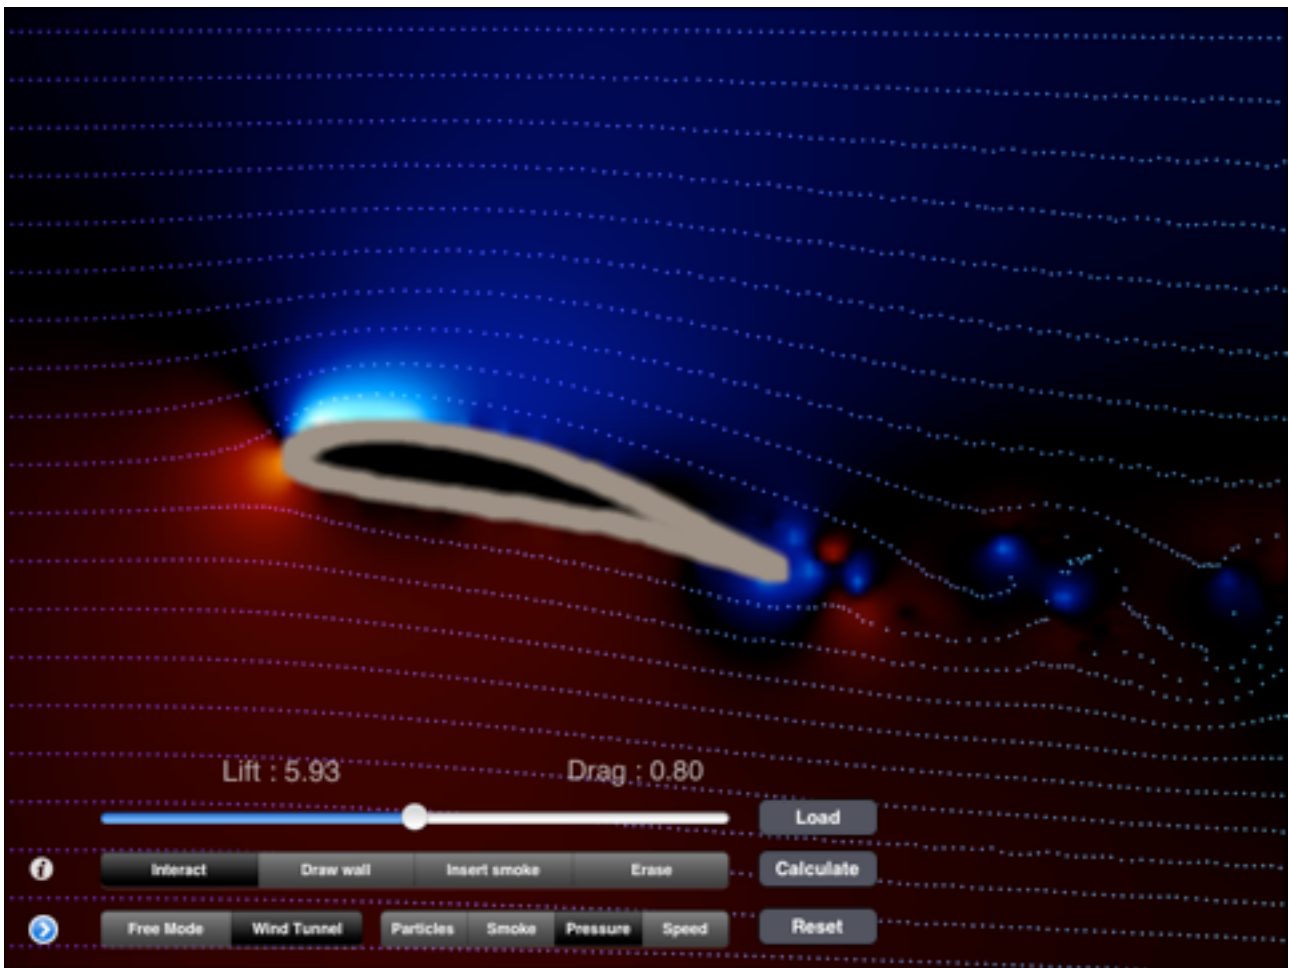 Lift : 5.93 Drag : 0.80
Load
i Interact Draw wall Insert smoke Erase Calculate
Free Mode Wind Tunnel Particles Smoke Pressure Speed Reset